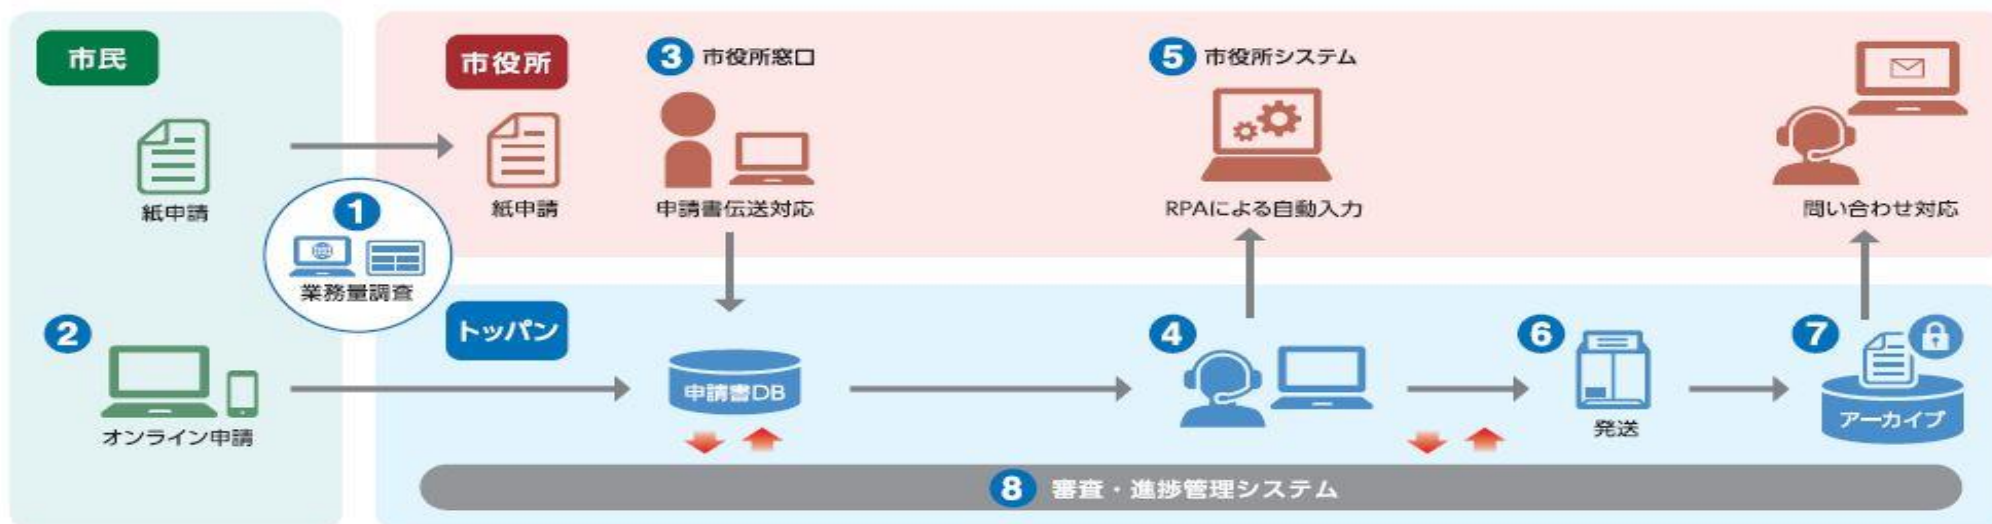 市民
市役所
3 市役所窓口
5 市役所システム
紙申請
紙申請
申請書伝送対応
RPAによる自動入力
問い合わせ対応
1
業務量調査
トッパン
2
オンライン申請
申請書DB
4
6
発送
7
アーカイブ
8 審査・進捗管理システム